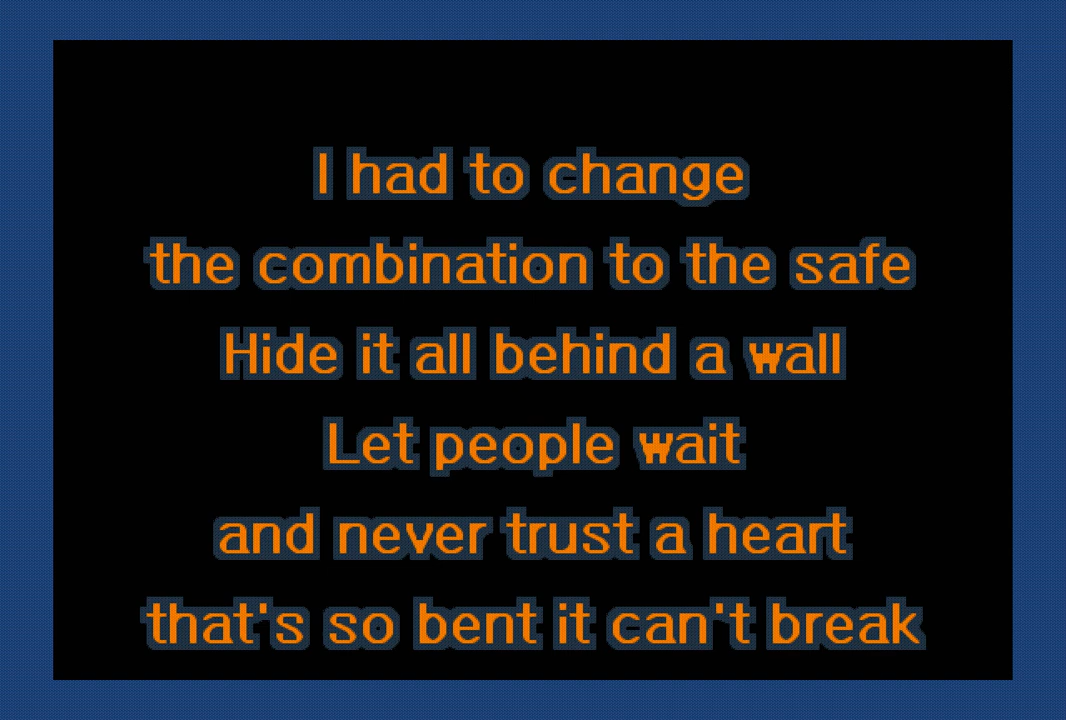 I had to change
the combination to the safe
Hide it all behind a wall
Let people wait
and never trust a heart
that's so bent it can't break